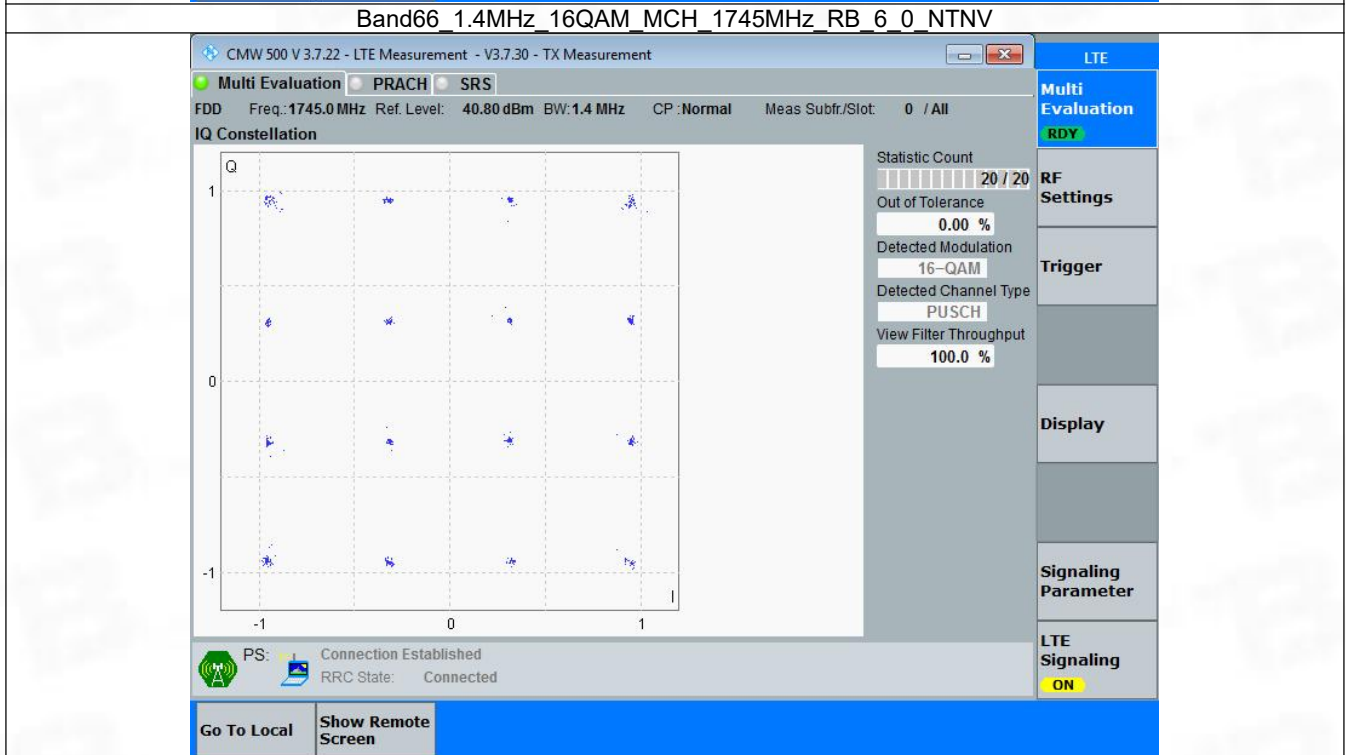 Band66_1.4MHz_16QAM_MCH_1745MHz_RB_6_0_NTNV
CMW 500 V 3.7.22 - LTE Measurement - V3.7.30 - TX Measurement
LTE
Multi Evaluation PRACH SRS
FDD Freq.:1745.0 MHz Ref. Level: 40.80 dBm BW:1.4 MHz CP :Normal Meas Subfr./Slot: 0 / All
IQ Constellation
Q
1
0
-1
I
-1 0 1
Statistic Count
20 / 20
Out of Tolerance
0.00 %
Detected Modulation
16-QAM
Detected Channel Type
PUSCH
View Filter Throughput
100.0 %
Multi
Evaluation
RDY
RF
Settings
Trigger
Display
Signaling
Parameter
LTE
Signaling
ON
PS: Connection Established
RRC State: Connected
Go To Local
Show Remote
Screen